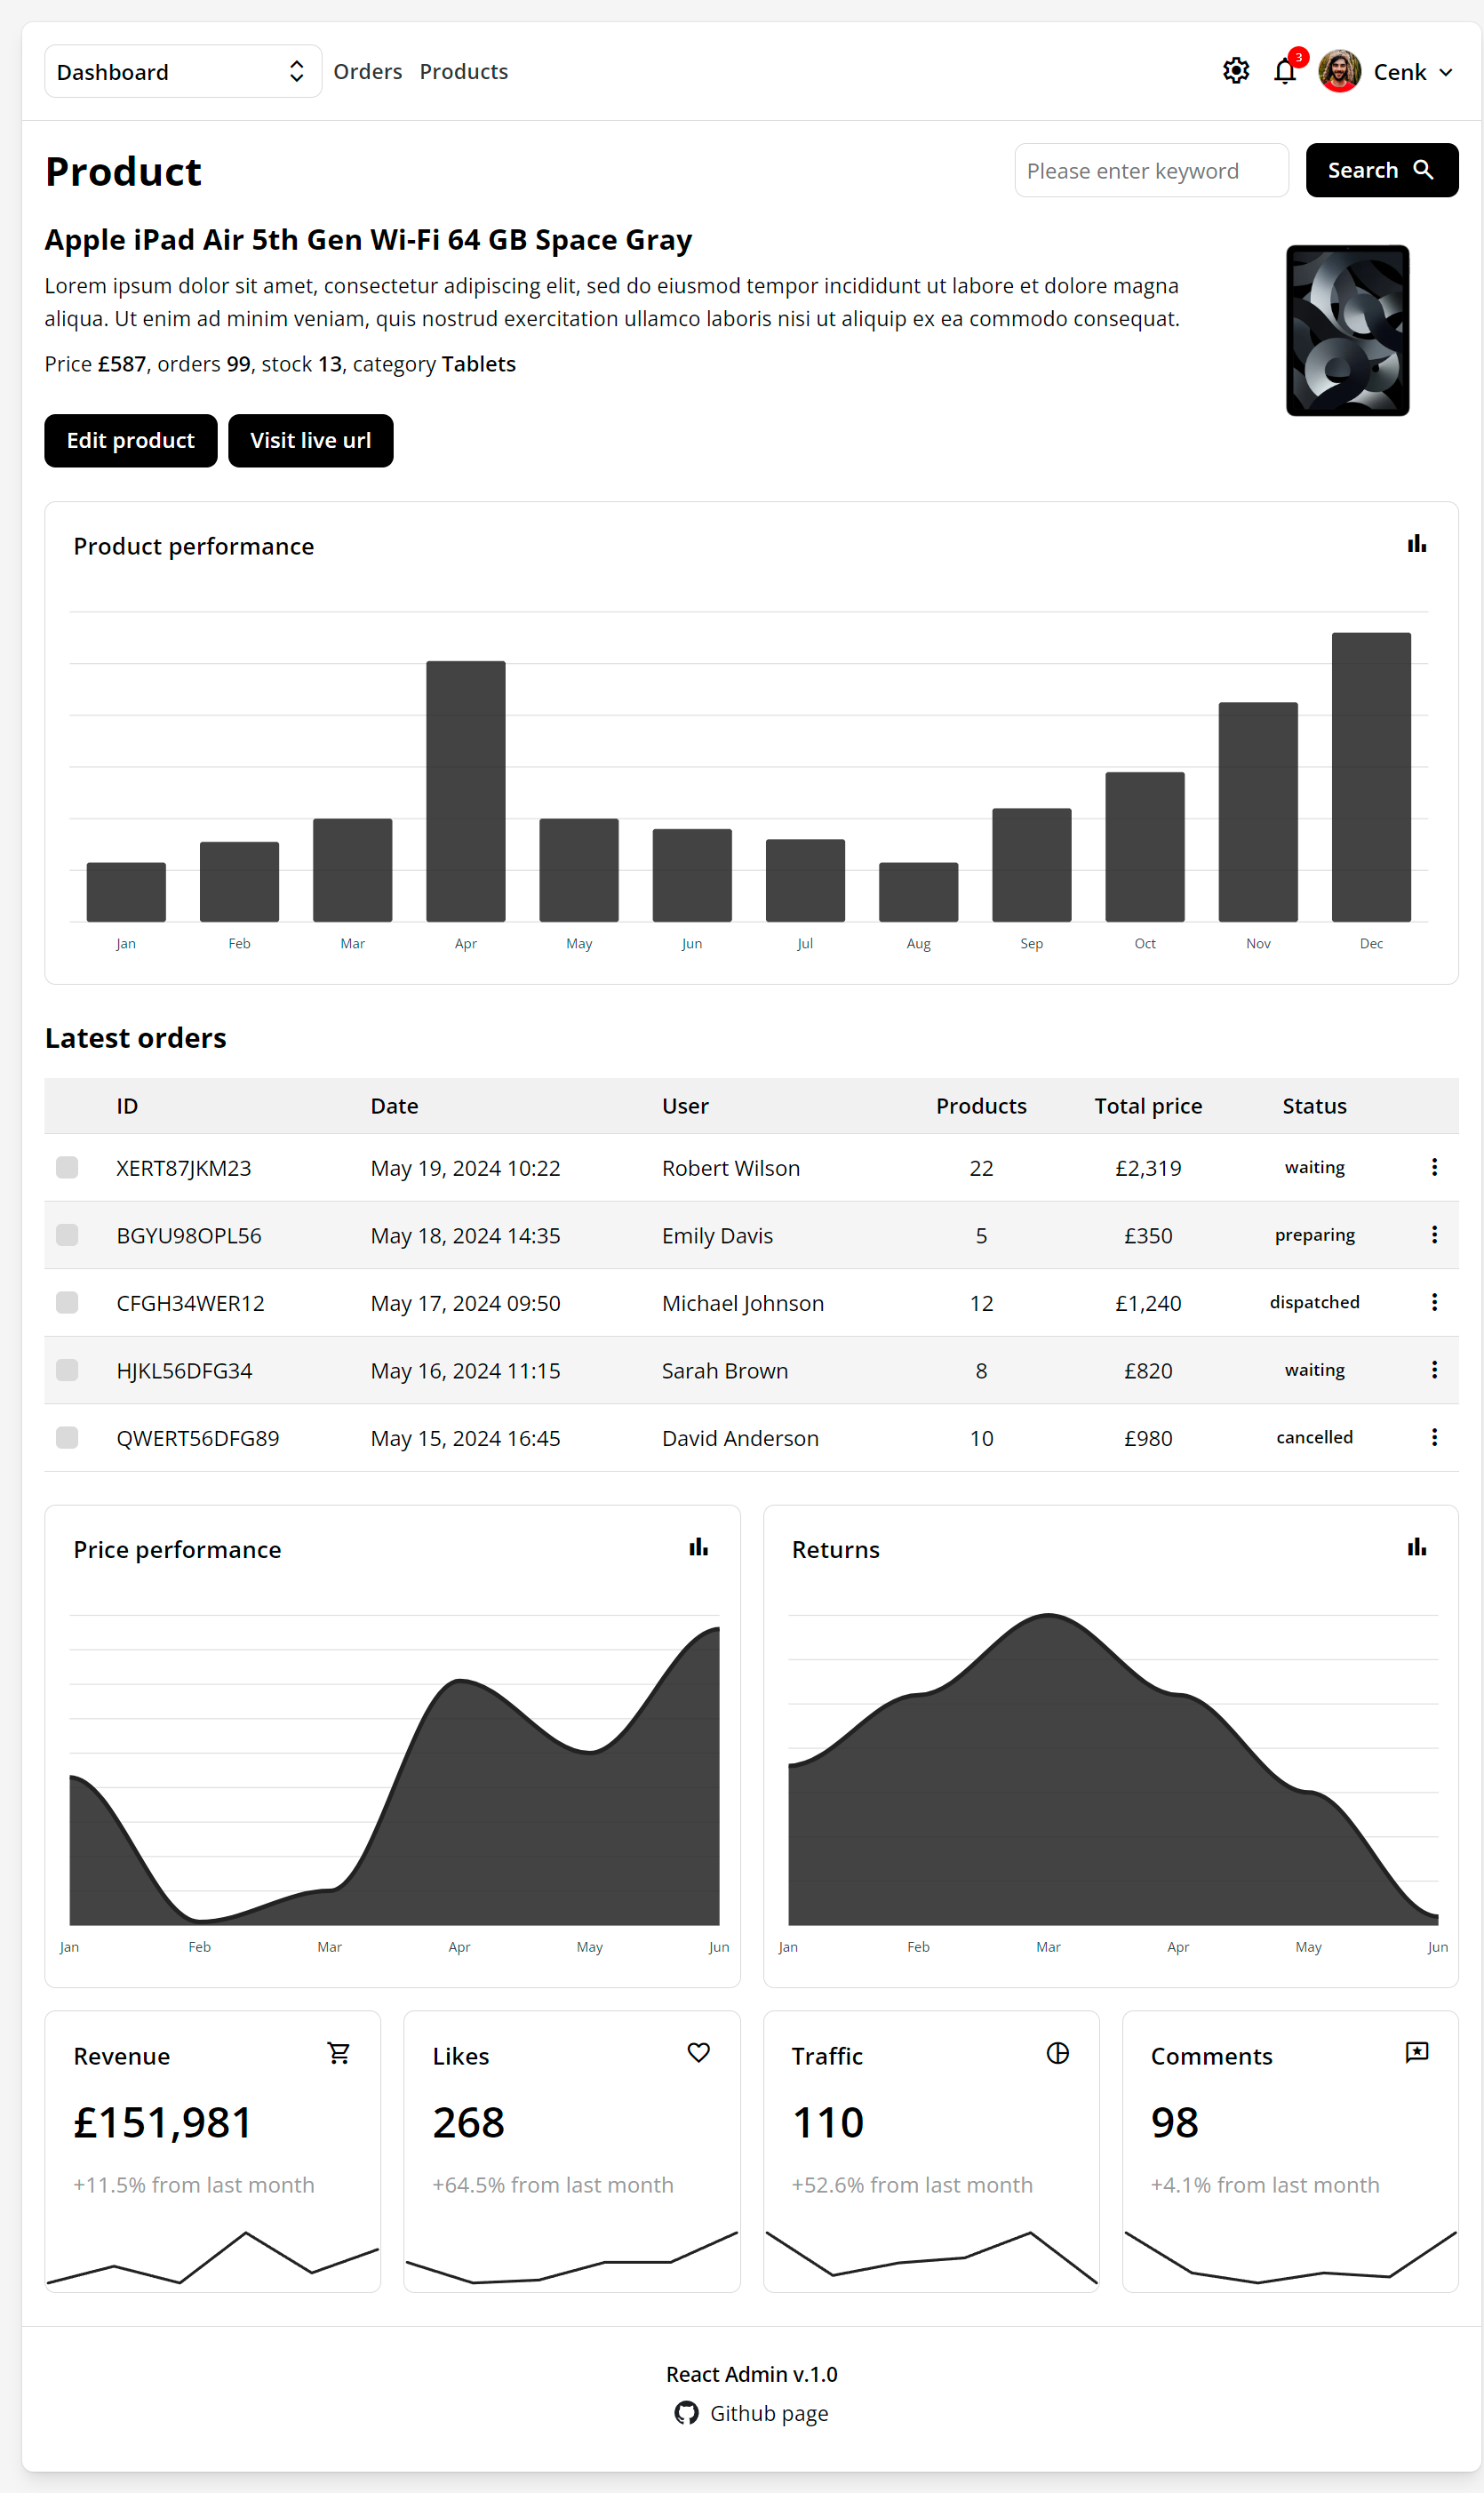 Dashboard Orders Products 3 Cenk
Product Please enter keyword Search
Apple iPad Air 5th Gen Wi-Fi 64 GB Space Gray
Lorem ipsum dolor sit amet, consectetur adipiscing elit, sed do eiusmod tempor incididunt ut labore et dolore magna
aliqua. Ut enim ad minim veniam, quis nostrud exercitation ullamco laboris nisi ut aliquip ex ea commodo consequat.
Price £587, orders 99, stock 13, category Tablets
Edit product Visit live url
Product performance
Jan Feb Mar Apr May Jun Jul Aug Sep Oct Nov Dec
Latest orders
ID Date User Products Total price Status
XERT87JKM23 May 19, 2024 10:22 Robert Wilson 22 £2,319 waiting
BGYU98OPL56 May 18, 2024 14:35 Emily Davis 5 £350 preparing
CFGH34WER12 May 17, 2024 09:50 Michael Johnson 12 £1,240 dispatched
HJKL56DFG34 May 16, 2024 11:15 Sarah Brown 8 £820 waiting
QWERT56DFG89 May 15, 2024 16:45 David Anderson 10 £980 cancelled
Price performance
Jan Feb Mar Apr May Jun
Returns
Jan Feb Mar Apr May Jun
Revenue
£151,981
+11.5% from last month
Likes
268
+64.5% from last month
Traffic
110
+52.6% from last month
Comments
98
+4.1% from last month
React Admin v.1.0
Github page